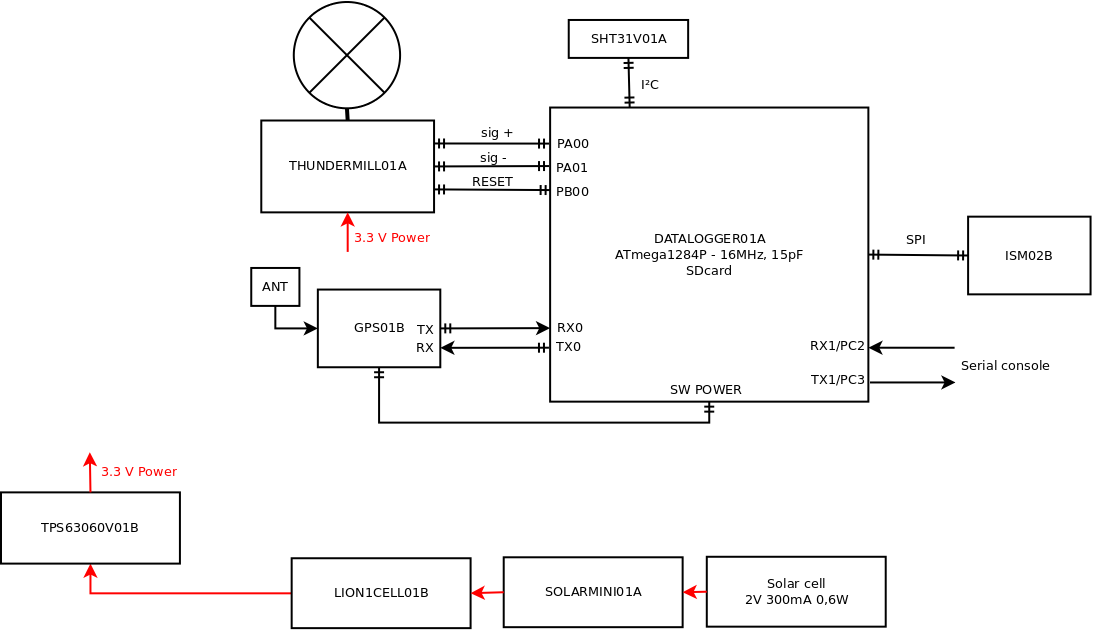 SHT31V01A
I²C
THUNDERMILL01A
sig +
sig -
RESET
PA00
PA01
PB00
3.3 V Power
DATALOGGER01A
ATmega1284P - 16MHz, 15pF
SDcard
SPI
ISM02B
ANT
GPS01B
TX
RX
RX0
TX0
RX1/PC2
TX1/PC3
Serial console
SW POWER
3.3 V Power
TPS63060V01B
LION1CELL01B
SOLARMINI01A
Solar cell
2V 300mA 0,6W